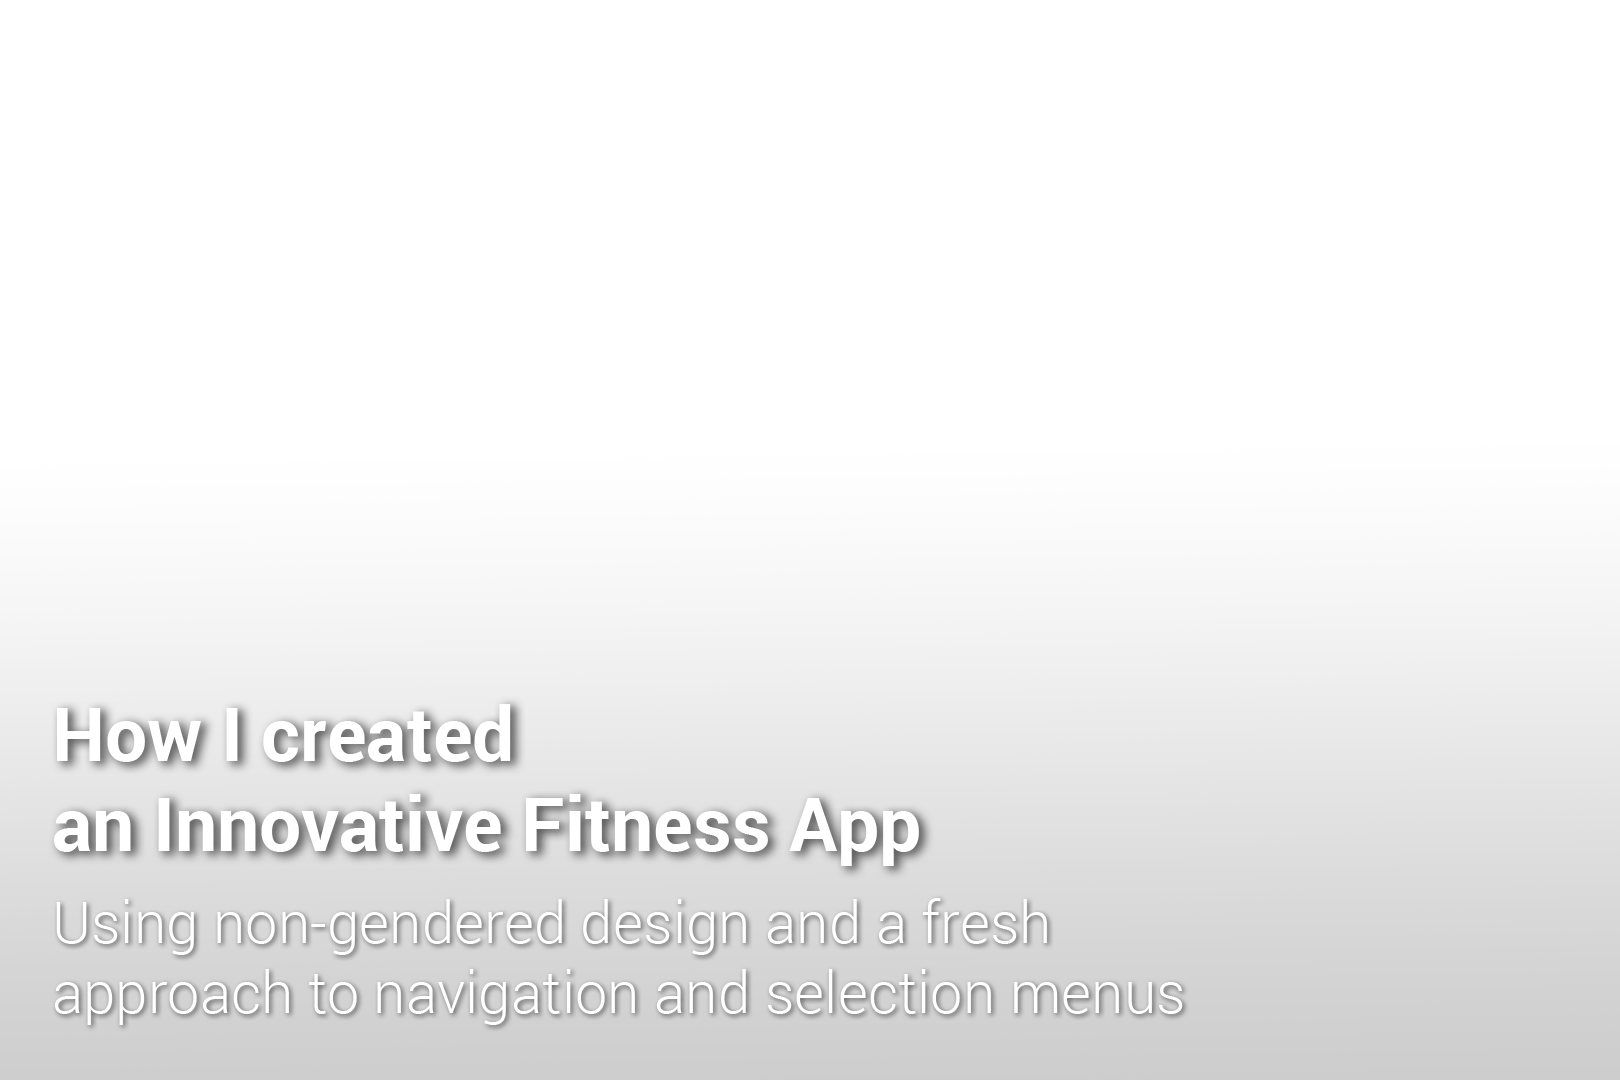 How I created
an Innovative Fitness App
Using non-gendered design and a fresh
approach to navigation and selection menus